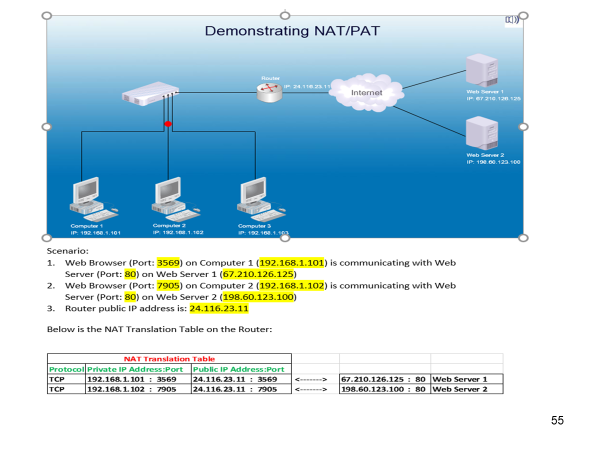 Demonstrating NAT/PAT
Router
IP: 24.116.23.11
Internet
Web Server 1
IP: 67.210.126.125
Web Server 2
IP: 198.60.123.100
Computer 1
IP: 192.168.1.101
Computer 2
IP: 192.168.1.102
Computer 3
IP: 192.168.1.103
Scenario:
1. Web Browser (Port: 3569) on Computer 1 (192.168.1.101) is communicating with Web
Server (Port: 80) on Web Server 1 (67.210.126.125)
2. Web Browser (Port: 7905) on Computer 2 (192.168.1.102) is communicating with Web
Server (Port: 80) on Web Server 2 (198.60.123.100)
3. Router public IP address is: 24.116.23.11
Below is the NAT Translation Table on the Router:
NAT Translation Table
Protocol Private IP Address:Port Public IP Address:Port
TCP 192.168.1.101 : 3569 24.116.23.11 : 3569 <-------> 67.210.126.125 : 80 Web Server 1
TCP 192.168.1.102 : 7905 24.116.23.11 : 7905 <-------> 198.60.123.100 : 80 Web Server 2
55